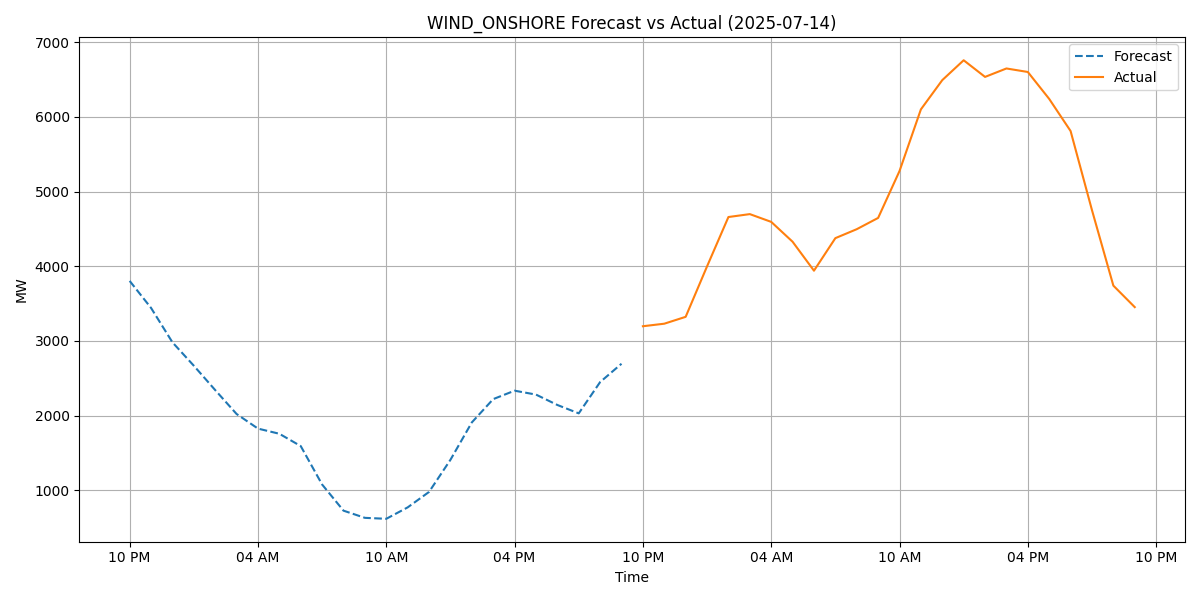 WIND_ONSHORE Forecast vs Actual (2025-07-14)
Forecast
Actual
MW
7000
6000
5000
4000
3000
2000
1000
10 PM 04 AM 10 AM 04 PM 10 PM 04 AM 10 AM 04 PM 10 PM
Time